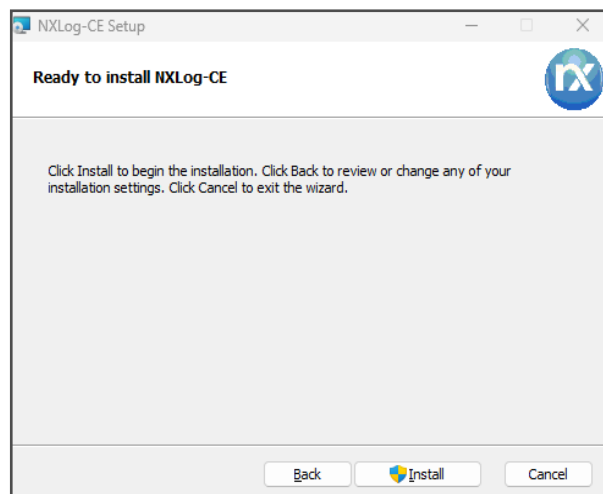 NXLog-CE Setup
Ready to install NXLog-CE
nx
Click Install to begin the installation. Click Back to review or change any of your
installation settings. Click Cancel to exit the wizard.
Back
Install
Cancel